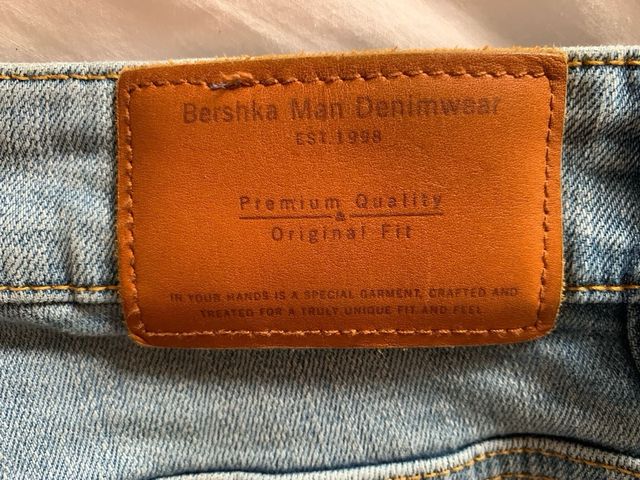 Bershka Man Denimwear
EST.1998
Premium Quality
&
Original Fit
IN YOUR HANDS IS A SPECIAL GARMENT, CRAFTED AND
TREATED FOR A TRULY UNIQUE FIT AND FEEL